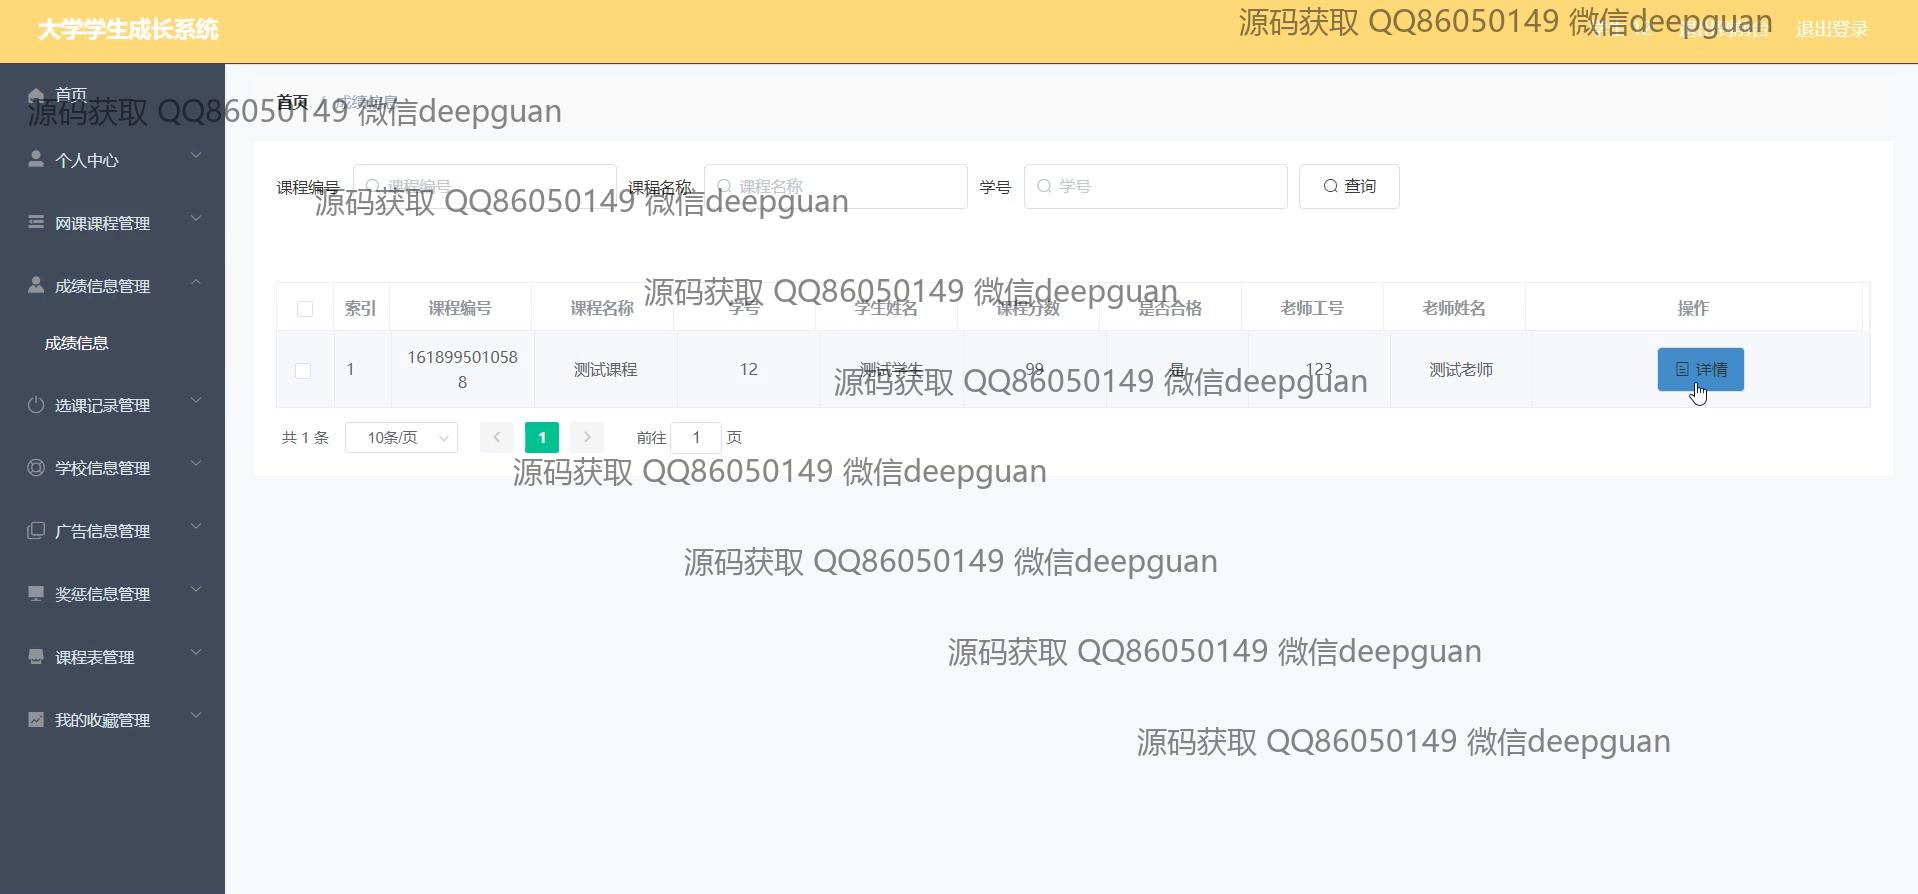 大学学生成长系统
退出到前台 退出登录
源码获取 QQ86050149 微信deepguan
首页
首页 / 成绩信息
源码获取 QQ86050149 微信deepguan
个人中心
课程编号 课程编号 课程名称 课程名称 学号 学号 查询
源码获取 QQ86050149 微信deepguan
网课课程管理
成绩信息管理
源码获取 QQ86050149 微信deepguan
索引 课程编号 课程名称 学号 学生姓名 课程分数 是否合格 老师工号 老师姓名 操作
成绩信息
1 161899501058 测试课程 12 测试学生 99 是 123 测试老师 详情
8
源码获取 QQ86050149 微信deepguan
选课记录管理
共 1 条 10条/页 1 前往 1 页
学校信息管理
源码获取 QQ86050149 微信deepguan
广告信息管理
源码获取 QQ86050149 微信deepguan
奖惩信息管理
课程表管理
源码获取 QQ86050149 微信deepguan
我的收藏管理
源码获取 QQ86050149 微信deepguan